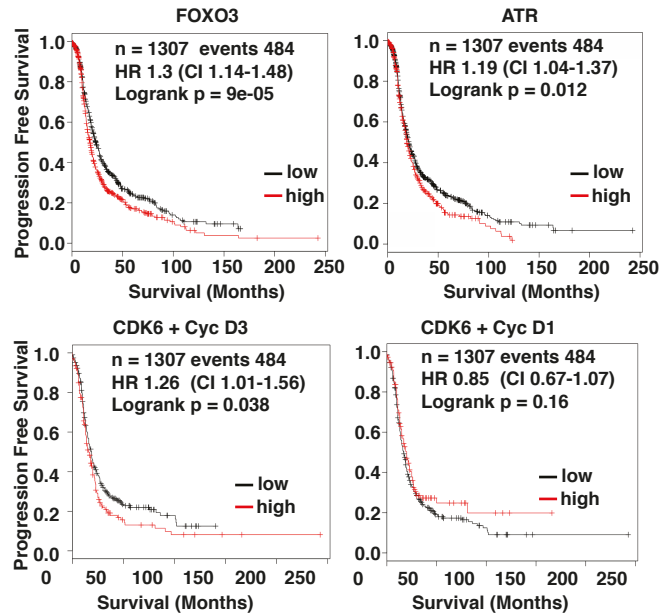 FOXO3
n = 1307 events 484
HR 1.3 (CI 1.14-1.48)
Logrank p = 9e-05
low
high
Progression Free Survival
1.0
0.8
0.6
0.4
0.2
0.0
0 50 100 150 200 250
Survival (Months)
ATR
n = 1307 events 484
HR 1.19 (CI 1.04-1.37)
Logrank p = 0.012
low
high
1.0
0.8
0.6
0.4
0.2
0.0
0 50 100 150 200 250
Survival (Months)
CDK6 + Cyc D3
n = 1307 events 484
HR 1.26 (CI 1.01-1.56)
Logrank p = 0.038
low
high
Progression Free Survival
1.0
0.8
0.6
0.4
0.2
0.0
0 50 100 150 200 250
Survival (Months)
CDK6 + Cyc D1
n = 1307 events 484
HR 0.85 (CI 0.67-1.07)
Logrank p = 0.16
low
high
1.0
0.8
0.6
0.4
0.2
0.0
0 50 100 150 200 250
Survival (Months)